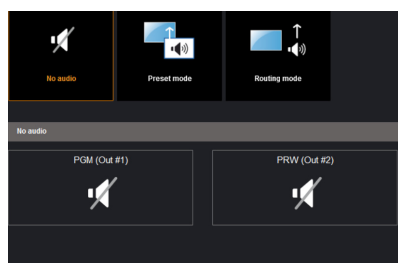 No audio
Preset mode
Routing mode
No audio
PGM (Out #1)
PRW (Out #2)